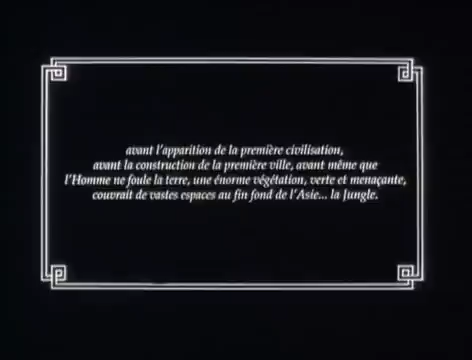 avant l'apparition de la première civilisation,
avant la construction de la première ville, avant même que
l'Homme ne foule la terre, une énorme végétation, verte et menaçante,
couvrait de vastes espaces au fin fond de l'Asie... la Jungle.